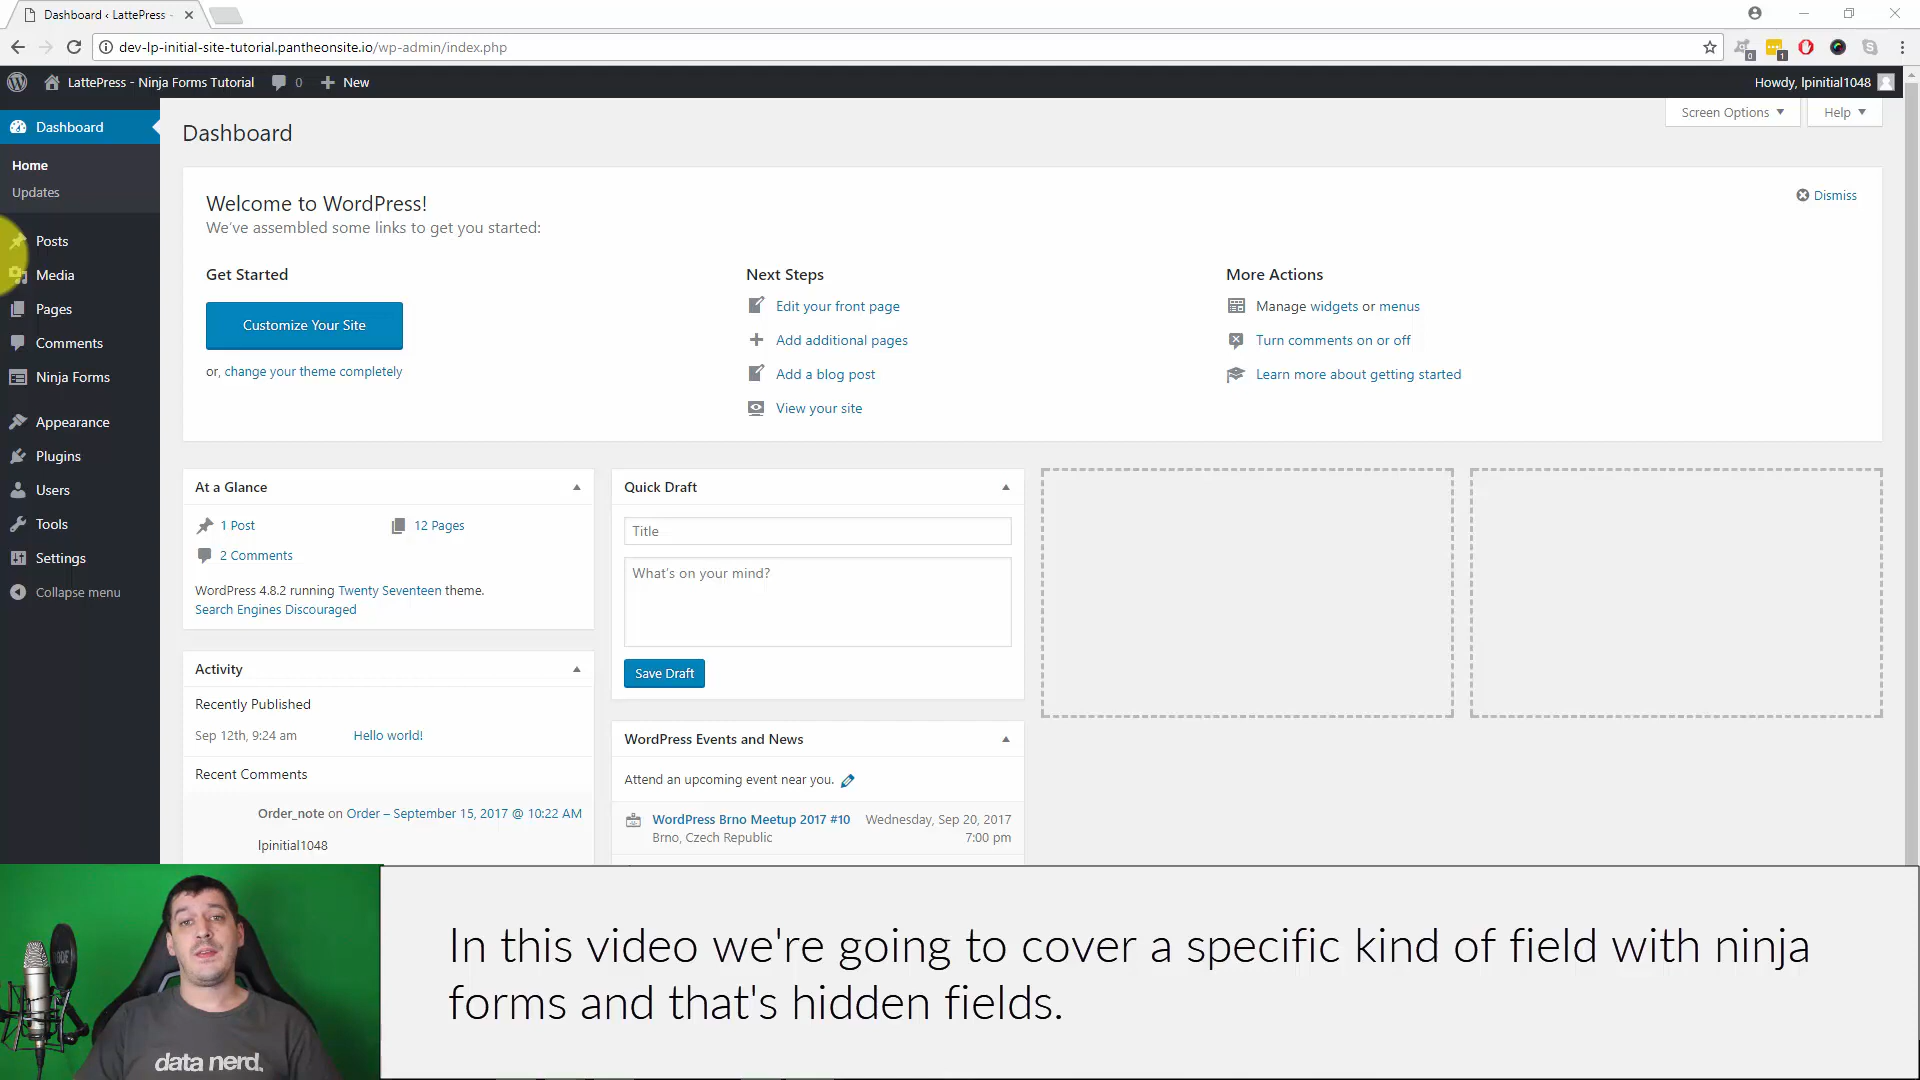 Dashboard ‹ LattePress -
dev-lp-initial-site-tutorial.pantheonsite.io/wp-admin/index.php
0
1
LattePress - Ninja Forms Tutorial
0
New
Howdy, lpinitial1048
Dashboard
Home
Updates
Posts
Media
Pages
Comments
Ninja Forms
Appearance
Plugins
Users
Tools
Settings
Collapse menu
Dashboard
Screen Options
Help
Welcome to WordPress!
We've assembled some links to get you started:
Dismiss
Get Started
Customize Your Site
or, change your theme completely
Next Steps
Edit your front page
Add additional pages
Add a blog post
View your site
More Actions
Manage widgets or menus
Turn comments on or off
Learn more about getting started
At a Glance
1 Post
12 Pages
2 Comments
WordPress 4.8.2 running Twenty Seventeen theme.
Search Engines Discouraged
Activity
Recently Published
Sep 12th, 9:24 am
Hello world!
Recent Comments
Order_note on Order – September 15, 2017 @ 10:22 AM
lpinitial1048
Quick Draft
Title
What's on your mind?
Save Draft
WordPress Events and News
Attend an upcoming event near you.
WordPress Brno Meetup 2017 #10
Wednesday, Sep 20, 2017
Brno, Czech Republic
7:00 pm
data nerd.
In this video we're going to cover a specific kind of field with ninja
forms and that's hidden fields.